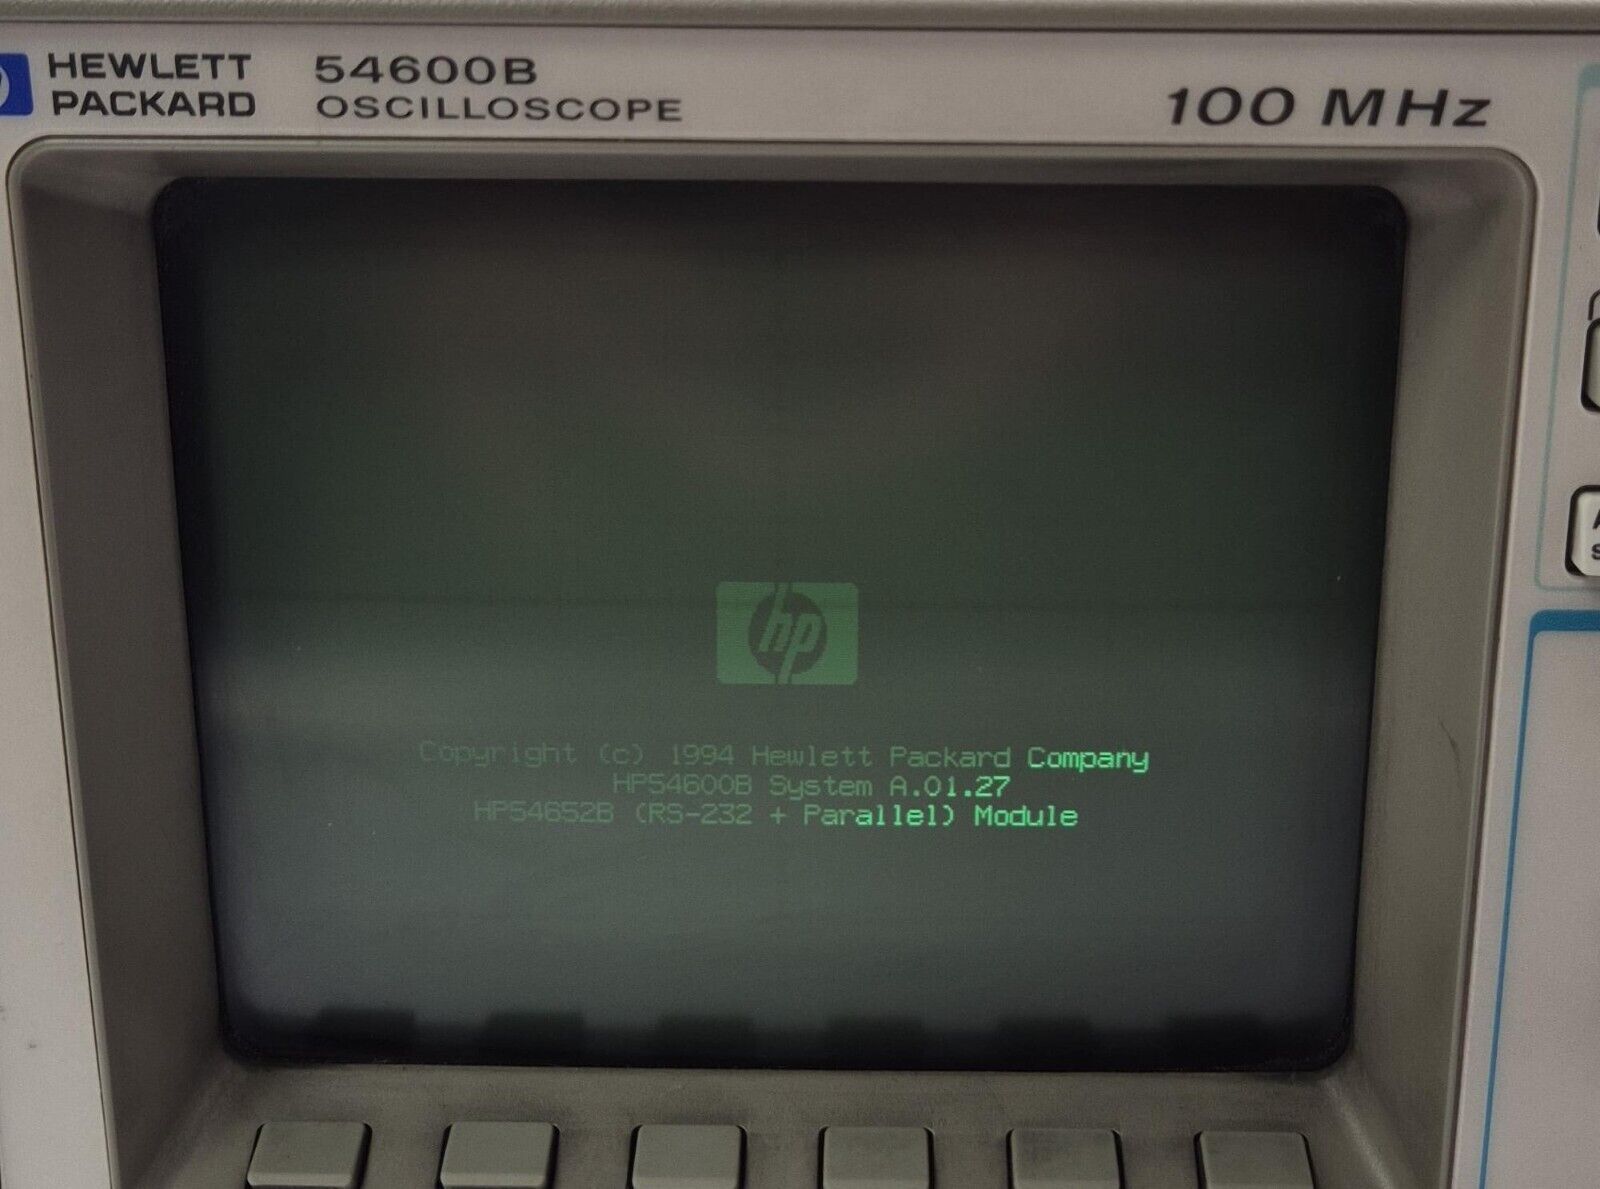 HEWLETT
PACKARD
54600B
OSCILLOSCOPE
100 MHz
hp
Copyright (c) 1994 Hewlett Packard Company
HP54600B System A.01.27
HP54652B (RS-232 + Parallel) Module